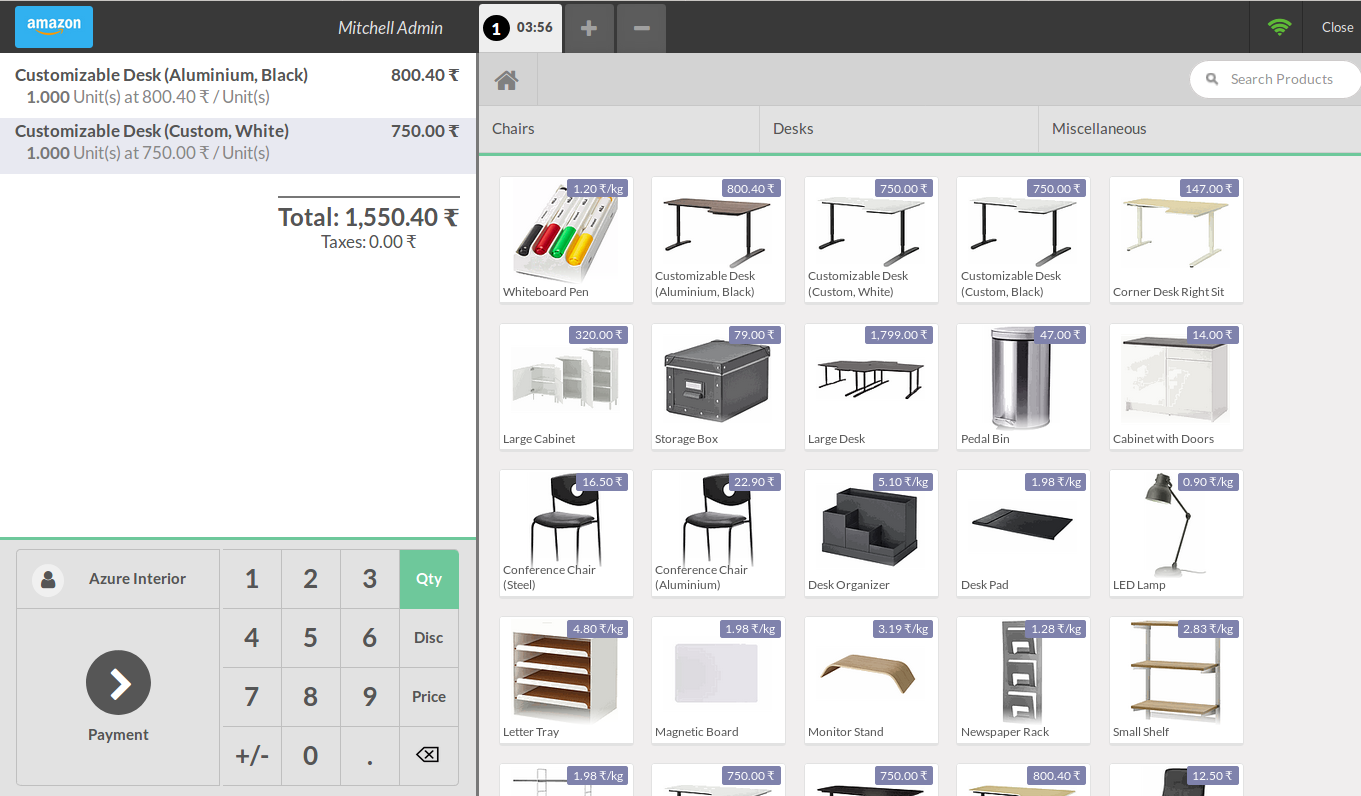 amazon
Mitchell Admin
1 03:56
Close
Search Products
Customizable Desk (Aluminium, Black) 800.40 ₹
1.000 Unit(s) at 800.40 ₹ / Unit(s)
Customizable Desk (Custom, White) 750.00 ₹
1.000 Unit(s) at 750.00 ₹ / Unit(s)
Total: 1,550.40 ₹
Taxes: 0.00 ₹
Azure Interior
Payment
1 2 3 Qty
4 5 6 Disc
7 8 9 Price
+/- 0 .
Chairs
Desks
Miscellaneous
1.20 ₹/kg
Whiteboard Pen
800.40 ₹
Customizable Desk
(Aluminium, Black)
750.00 ₹
Customizable Desk
(Custom, White)
750.00 ₹
Customizable Desk
(Custom, Black)
147.00 ₹
Corner Desk Right Sit
320.00 ₹
Large Cabinet
79.00 ₹
Storage Box
1,799.00 ₹
Large Desk
47.00 ₹
Pedal Bin
14.00 ₹
Cabinet with Doors
16.50 ₹
Conference Chair
(Steel)
22.90 ₹
Conference Chair
(Aluminium)
5.10 ₹/kg
Desk Organizer
1.98 ₹/kg
Desk Pad
0.90 ₹/kg
LED Lamp
4.80 ₹/kg
Letter Tray
1.98 ₹/kg
Magnetic Board
3.19 ₹/kg
Monitor Stand
1.28 ₹/kg
Newspaper Rack
2.83 ₹/kg
Small Shelf
1.98 ₹/kg
750.00 ₹
750.00 ₹
800.40 ₹
12.50 ₹